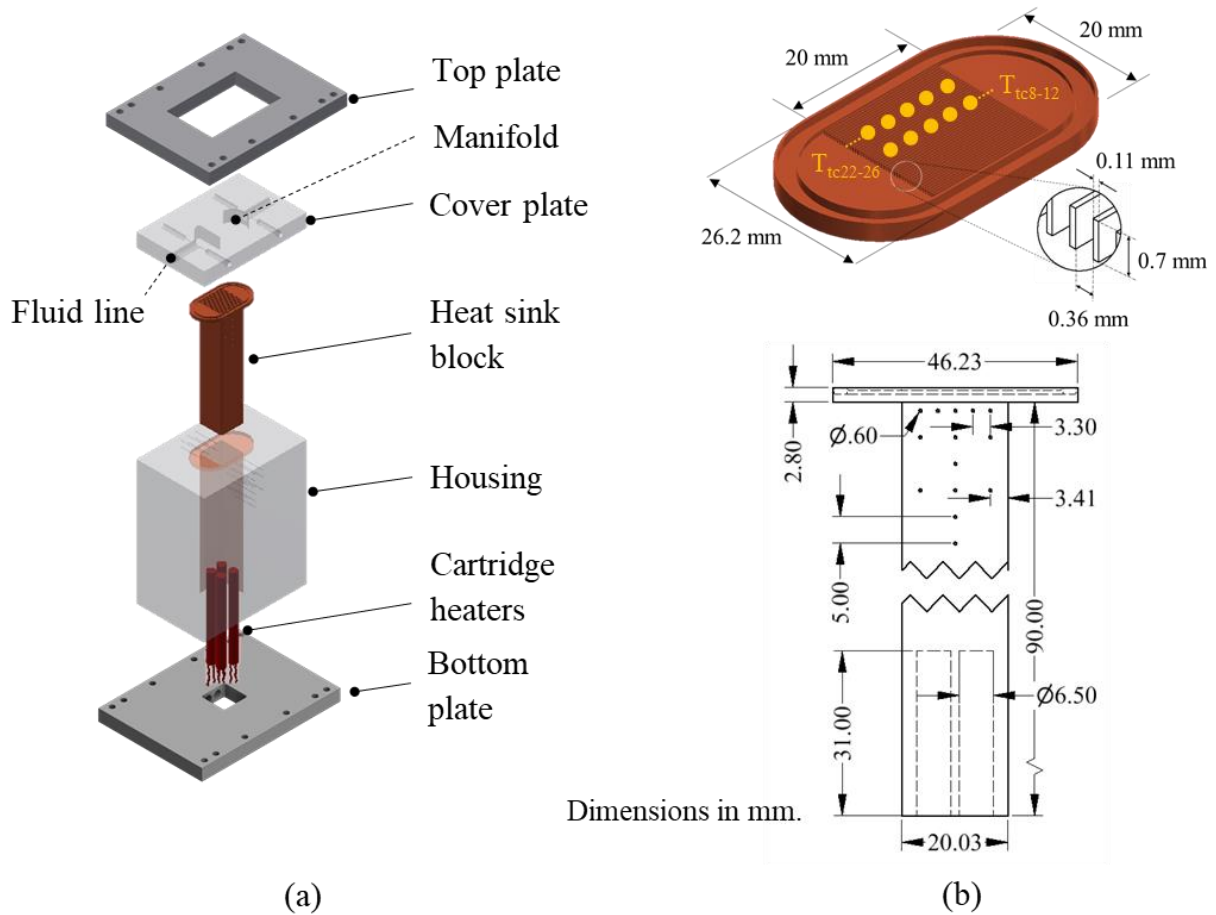 Top plate
Manifold
Cover plate
Fluid line
Heat sink
block
Housing
Cartridge
heaters
Bottom
plate
(a)
20 mm
20 mm
Ttc8-12
Ttc22-26
26.2 mm
0.11 mm
0.7 mm
0.36 mm
46.23
2.80
Ø.60
3.30
3.41
5.00
90.00
31.00
Ø6.50
20.03
Dimensions in mm.
(b)